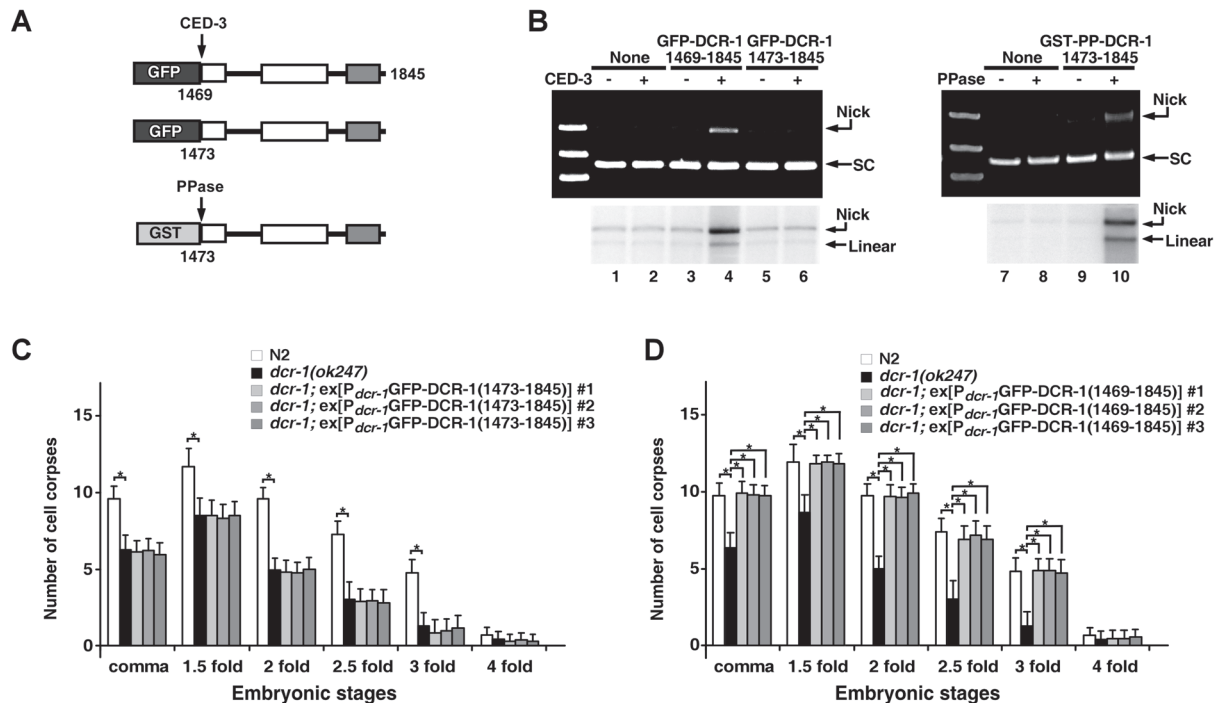 A
CED-3
GFP
1845
1469
GFP
1473
PPase
GST
1473
B
GFP-DCR-1 GFP-DCR-1
None 1469-1845 1473-1845
CED-3 - + - + - +
Nick
SC
Nick
Linear
1 2 3 4 5 6
GST-PP-DCR-1
None 1473-1845
PPase - + - +
Nick
SC
Nick
Linear
7 8 9 10
C
N2
dcr-1(ok247)
dcr-1; ex[Pdcr-1GFP-DCR-1(1473-1845)] #1
dcr-1; ex[Pdcr-1GFP-DCR-1(1473-1845)] #2
dcr-1; ex[Pdcr-1GFP-DCR-1(1473-1845)] #3
Number of cell corpses
15
10
5
0
* * * * *
comma 1.5 fold 2 fold 2.5 fold 3 fold 4 fold
Embryonic stages
D
N2
dcr-1(ok247)
dcr-1; ex[Pdcr-1GFP-DCR-1(1469-1845)] #1
dcr-1; ex[Pdcr-1GFP-DCR-1(1469-1845)] #2
dcr-1; ex[Pdcr-1GFP-DCR-1(1469-1845)] #3
Number of cell corpses
15
10
5
0
* * * * * * * * * * * * * * * * * * * *
comma 1.5 fold 2 fold 2.5 fold 3 fold 4 fold
Embryonic stages